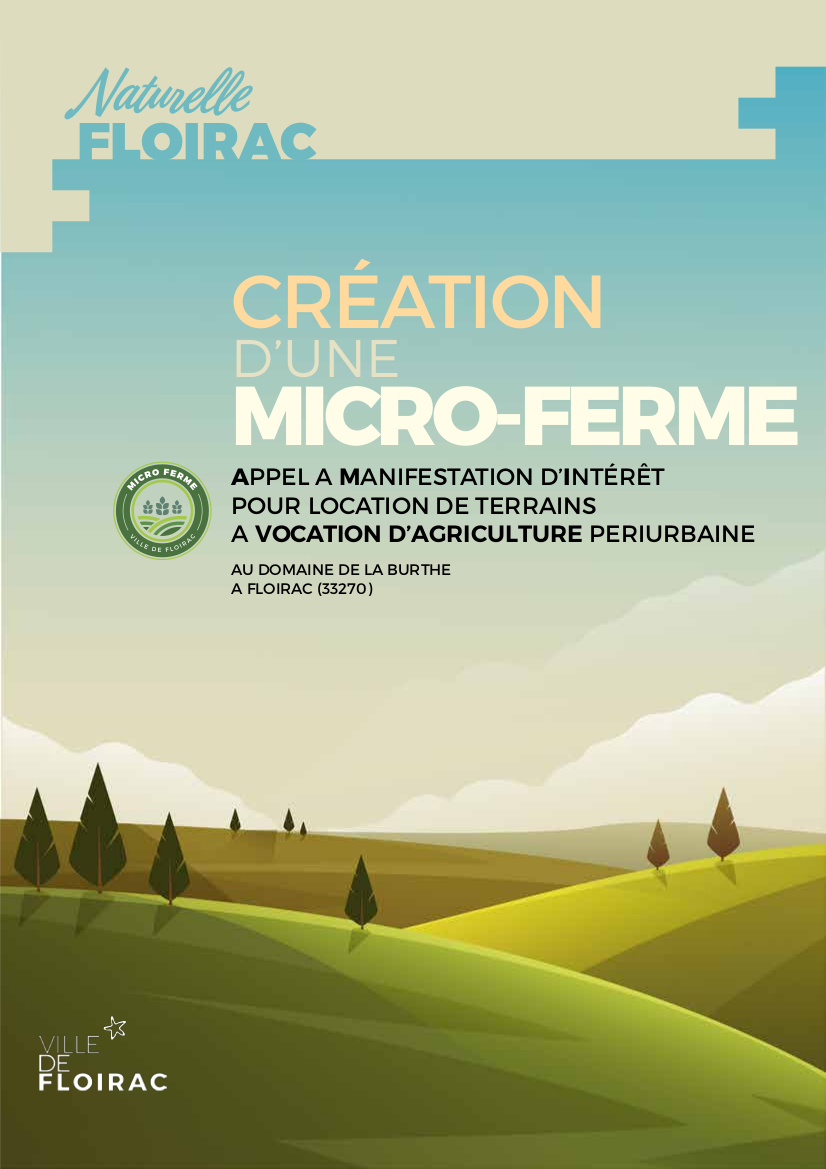 Naturelle
FLOIRAC
CRÉATION
D'UNE
MICRO-FERME
MICRO FERME
VILLE DE FLOIRAC
APPEL A MANIFESTATION D'INTÉRÊT
POUR LOCATION DE TERRAINS
A VOCATION D'AGRICULTURE PERIURBAINE
AU DOMAINE DE LA BURTHE
A FLOIRAC (33270)
VILLE
DE
FLOIRAC